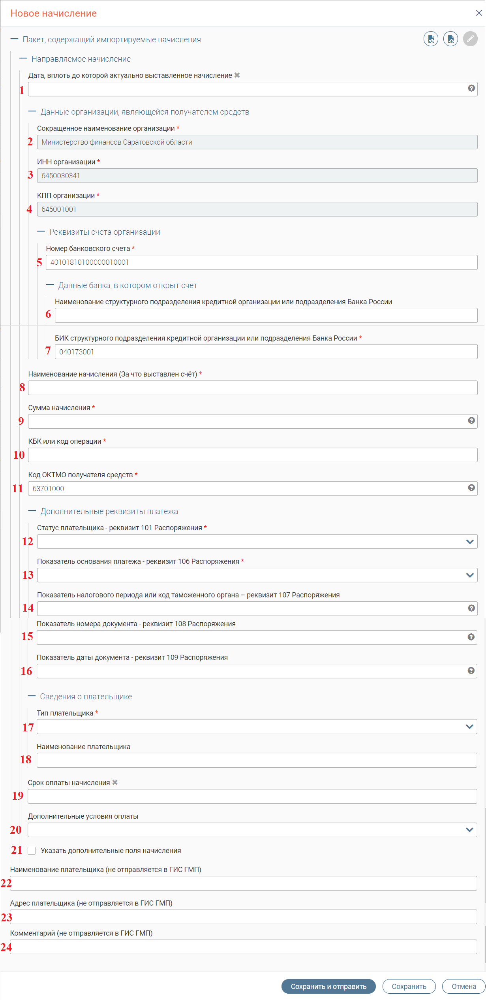 Новое начисление
Пакет, содержащий импортируемые начисления
Направляемое начисление
Дата, вплоть до которой актуально выставленное начисление
1
Данные организации, являющейся получателем средств
Сокращенное наименование организации *
2 Министерство финансов Саратовской области
ИНН организации *
3 6450030341
КПП организации *
4 645001001
Реквизиты счета организации
Номер банковского счета *
5 40101810100000010001
Данные банка, в котором открыт счет
Наименование структурного подразделения кредитной организации или подразделения Банка России
6
БИК структурного подразделения кредитной организации или подразделения Банка России *
7 040173001
Наименование начисления (За что выставлен счёт) *
8
Сумма начисления *
9
КБК или код операции *
10
Код ОКТМО получателя средств *
11 63701000
Дополнительные реквизиты платежа
Статус плательщика - реквизит 101 Распоряжения *
12
Показатель основания платежа - реквизит 106 Распоряжения *
13
Показатель налогового периода или код таможенного органа – реквизит 107 Распоряжения
14
Показатель номера документа - реквизит 108 Распоряжения
15
Показатель даты документа - реквизит 109 Распоряжения
16
Сведения о плательщике
Тип плательщика *
17
Наименование плательщика
18
Срок оплаты начисления
19
Дополнительные условия оплаты
20
21 Указать дополнительные поля начисления
Наименование плательщика (не отправляется в ГИС ГМП)
22
Адрес плательщика (не отправляется в ГИС ГМП)
23
Комментарий (не отправляется в ГИС ГМП)
24
Сохранить и отправить Сохранить Отмена